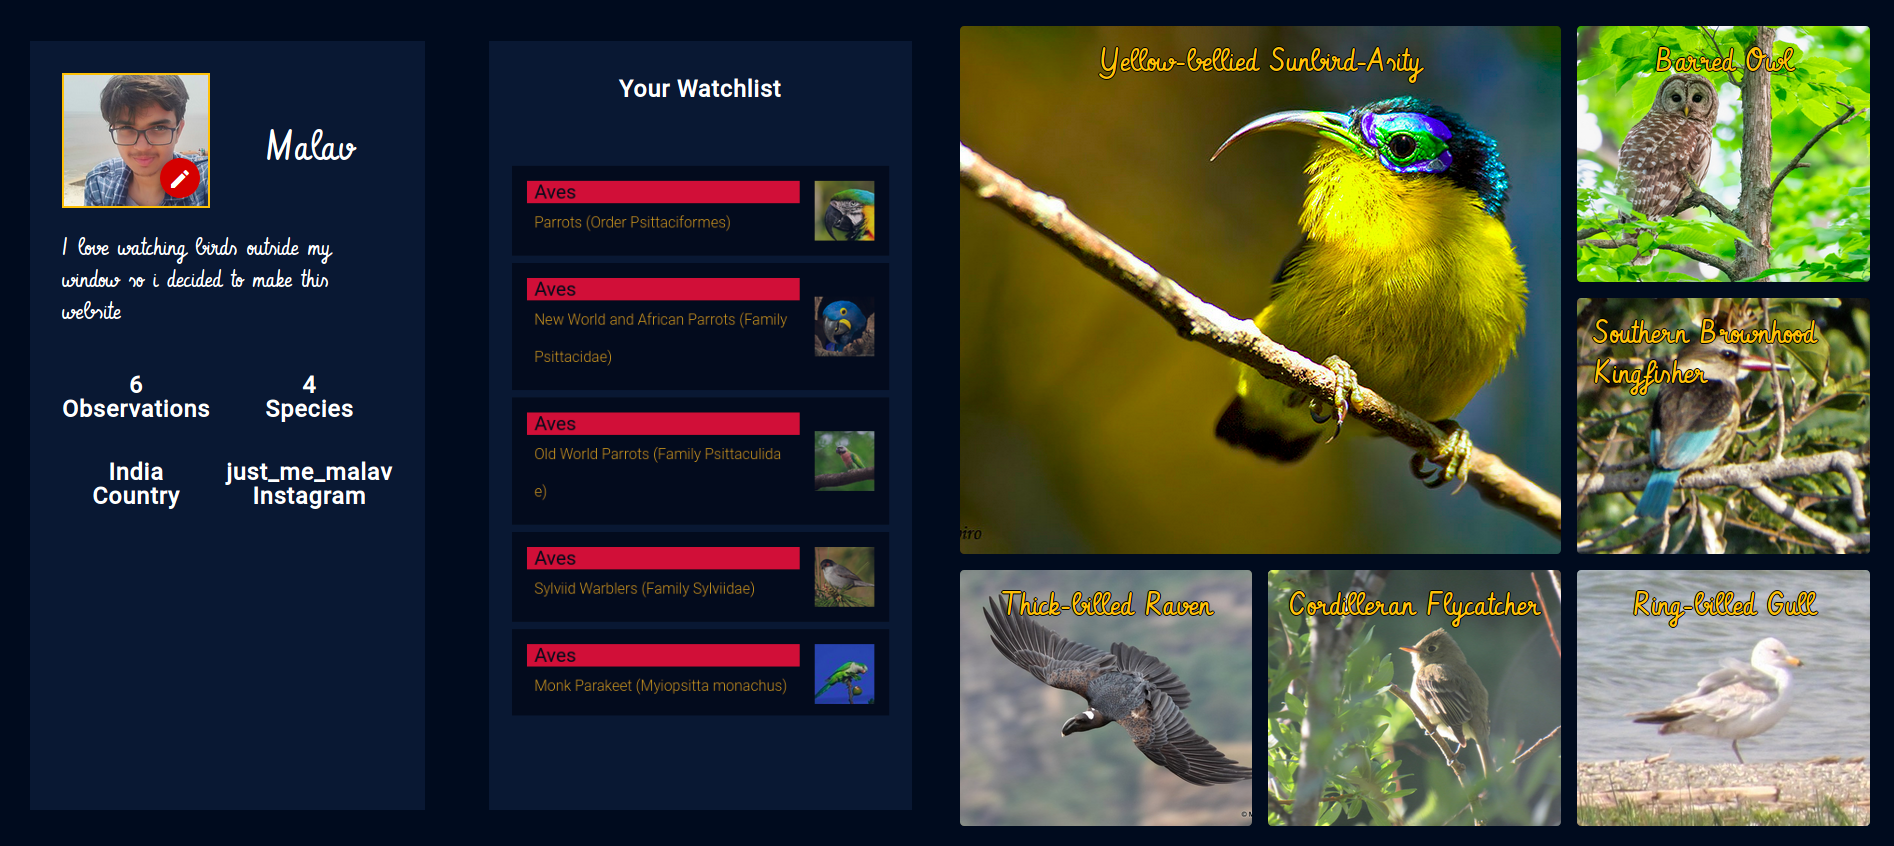 Malav
I love watching birds outside my
window so i decided to make this
website
6
Observations
4
Species
India
Country
just_me_malav
Instagram
Your Watchlist
Aves
Parrots (Order Psittaciformes)
Aves
New World and African Parrots (Family
Psittacidae)
Aves
Old World Parrots (Family Psittaculida
e)
Aves
Sylviid Warblers (Family Sylviidae)
Aves
Monk Parakeet (Myiopsitta monachus)
Yellow-bellied Sunbird-Asity
Barred Owl
Southern Brownhood
Kingfisher
Thick-billed Raven
Cordilleran Flycatcher
Ring-billed Gull